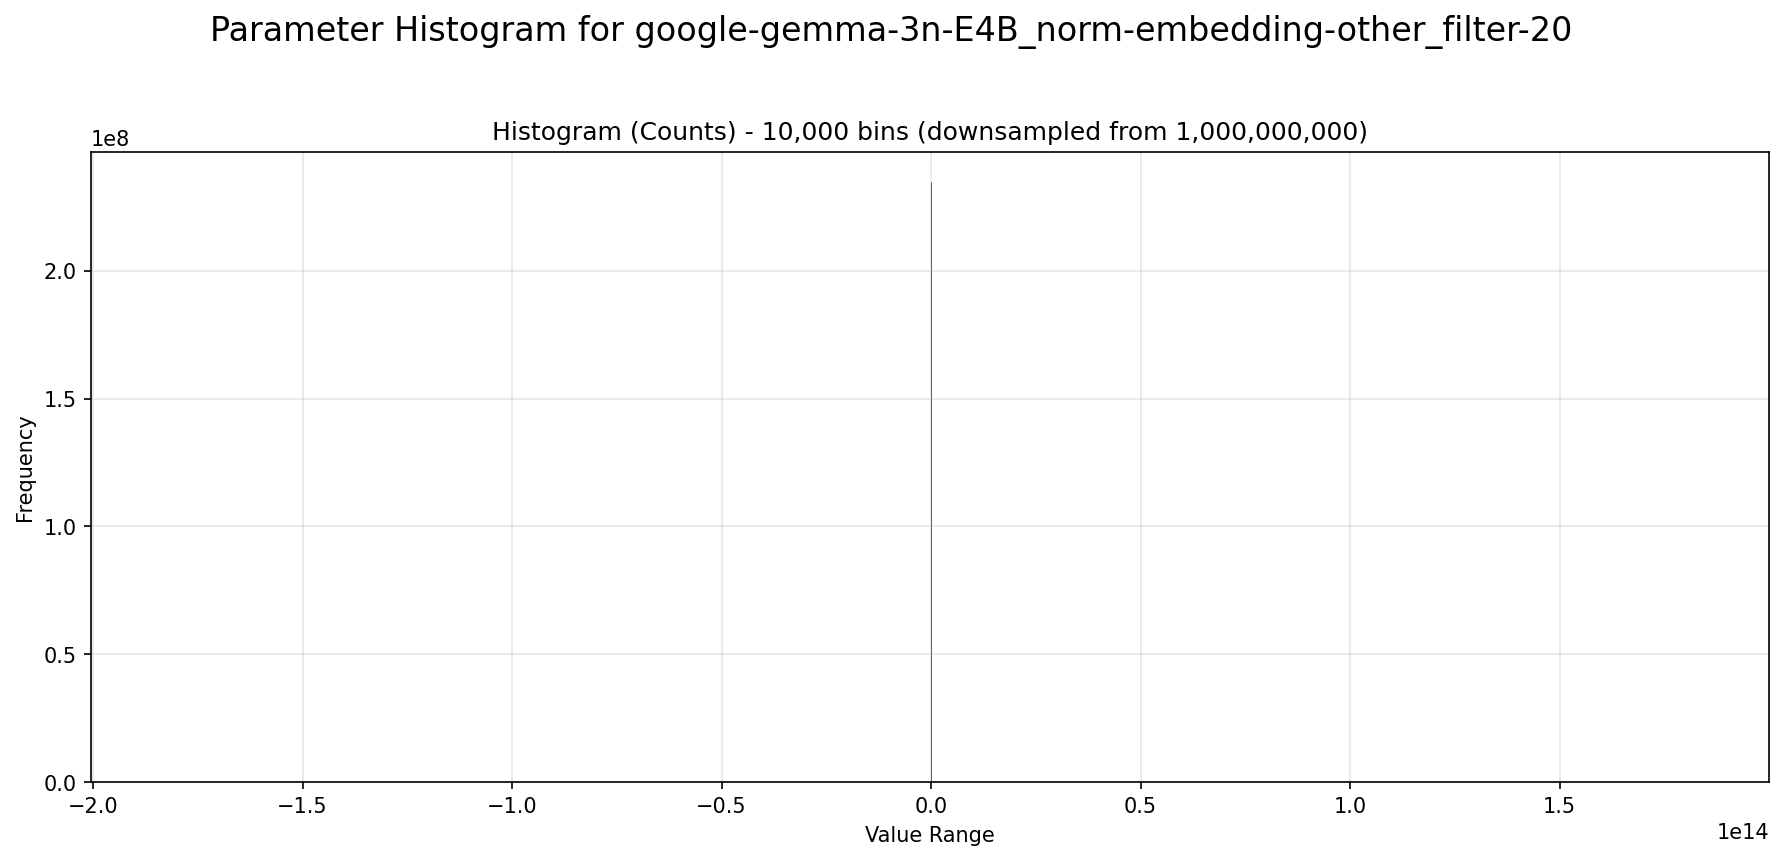 Parameter Histogram for google-gemma-3n-E4B_norm-embedding-other_filter-20
Histogram (Counts) - 10,000 bins (downsampled from 1,000,000,000)
1e8
2.0
1.5
1.0
0.5
0.0
Frequency
−2.0 −1.5 −1.0 −0.5 0.0 0.5 1.0 1.5
Value Range
1e14